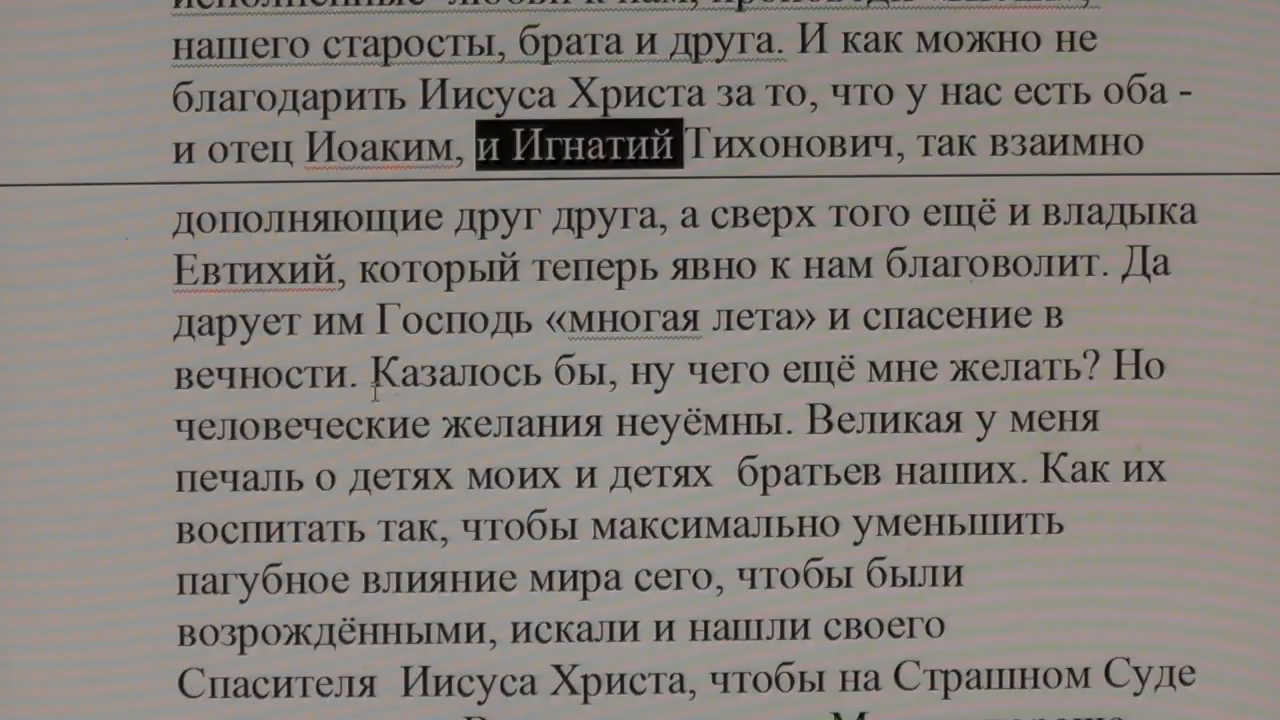 нашего старосты, брата и друга. И как можно не
благодарить Иисуса Христа за то, что у нас есть оба -
и отец Иоаким, и Игнатий Тихонович, так взаимно
дополняющие друг друга, а сверх того ещё и владыка
Евтихий, который теперь явно к нам благоволит. Да
дарует им Господь «многая лета» и спасение в
вечности. Казалось бы, ну чего ещё мне желать? Но
человеческие желания неуёмны. Великая у меня
печаль о детях моих и детях  братьев наших. Как их
воспитать так, чтобы максимально уменьшить
пагубное влияние мира сего, чтобы были
возрождёнными, искали и нашли своего
Спасителя  Иисуса Христа, чтобы на Страшном Суде